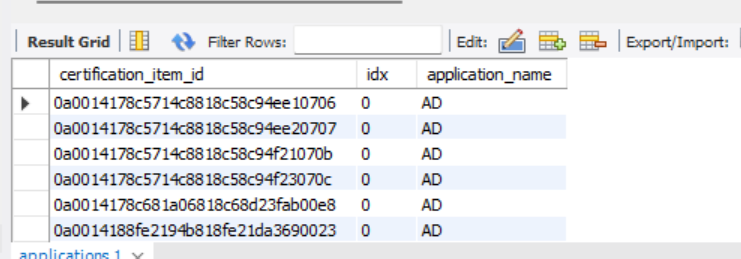 Result Grid Filter Rows: Edit: Export/Import:
certification_item_id idx application_name
0a0014178c5714c8818c58c94ee10706 0 AD
0a0014178c5714c8818c58c94ee20707 0 AD
0a0014178c5714c8818c58c94f21070b 0 AD
0a0014178c5714c8818c58c94f23070c 0 AD
0a0014178c681a06818c68d23fab00e8 0 AD
0a0014188fe2194b818fe21da3690023 0 AD
applications 1